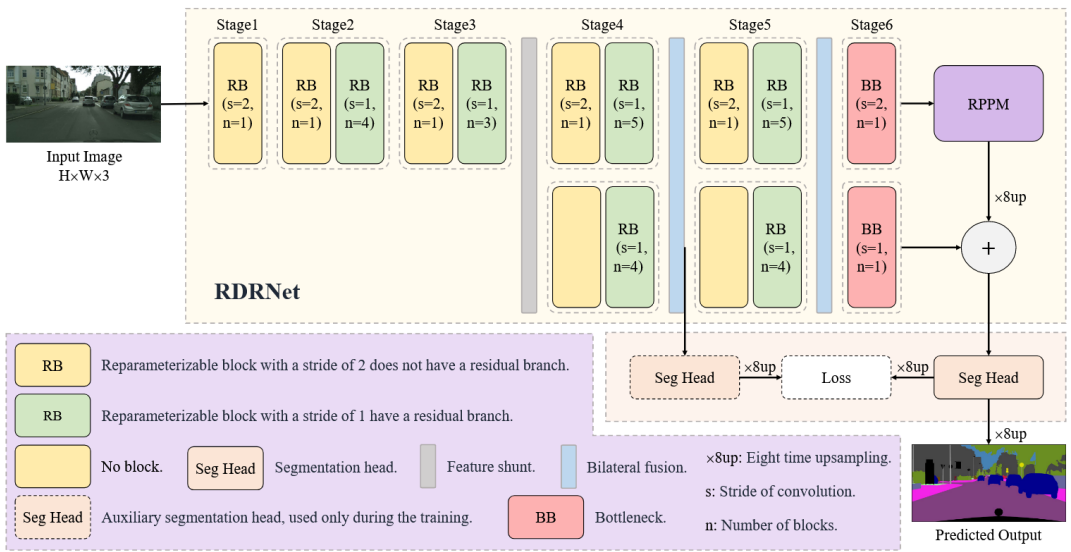 Stage1 Stage2 Stage3 Stage4 Stage5 Stage6
RB
(s=2,
n=1)
RB
(s=2,
n=1)
RB
(s=1,
n=4)
RB
(s=2,
n=1)
RB
(s=1,
n=3)
RB
(s=2,
n=1)
RB
(s=1,
n=5)
RB
(s=2,
n=1)
RB
(s=1,
n=5)
BB
(s=2,
n=1)
RPPM
Input Image
H×W×3
×8up
RB
(s=1,
n=4)
RB
(s=1,
n=4)
BB
(s=1,
n=1)
+
RDRNet
Seg Head
×8up
Loss
×8up
Seg Head
×8up
Predicted Output
RB Reparameterizable block with a stride of 2 does not have a residual branch.
RB Reparameterizable block with a stride of 1 have a residual branch.
No block.
Seg Head Segmentation head.
Feature shunt.
Bilateral fusion.
×8up: Eight time upsampling.
s: Stride of convolution.
n: Number of blocks.
Seg Head Auxiliary segmentation head, used only during the training.
BB Bottleneck.